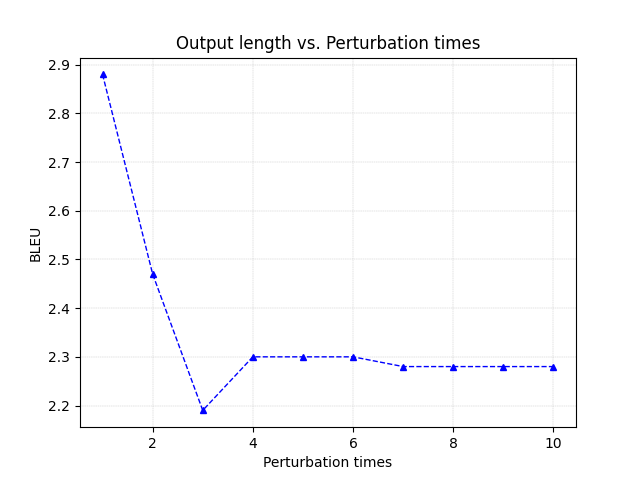 Output length vs. Perturbation times
2.9
2.8
2.7
2.6
2.5
2.4
2.3
2.2
BLEU
2 4 6 8 10
Perturbation times